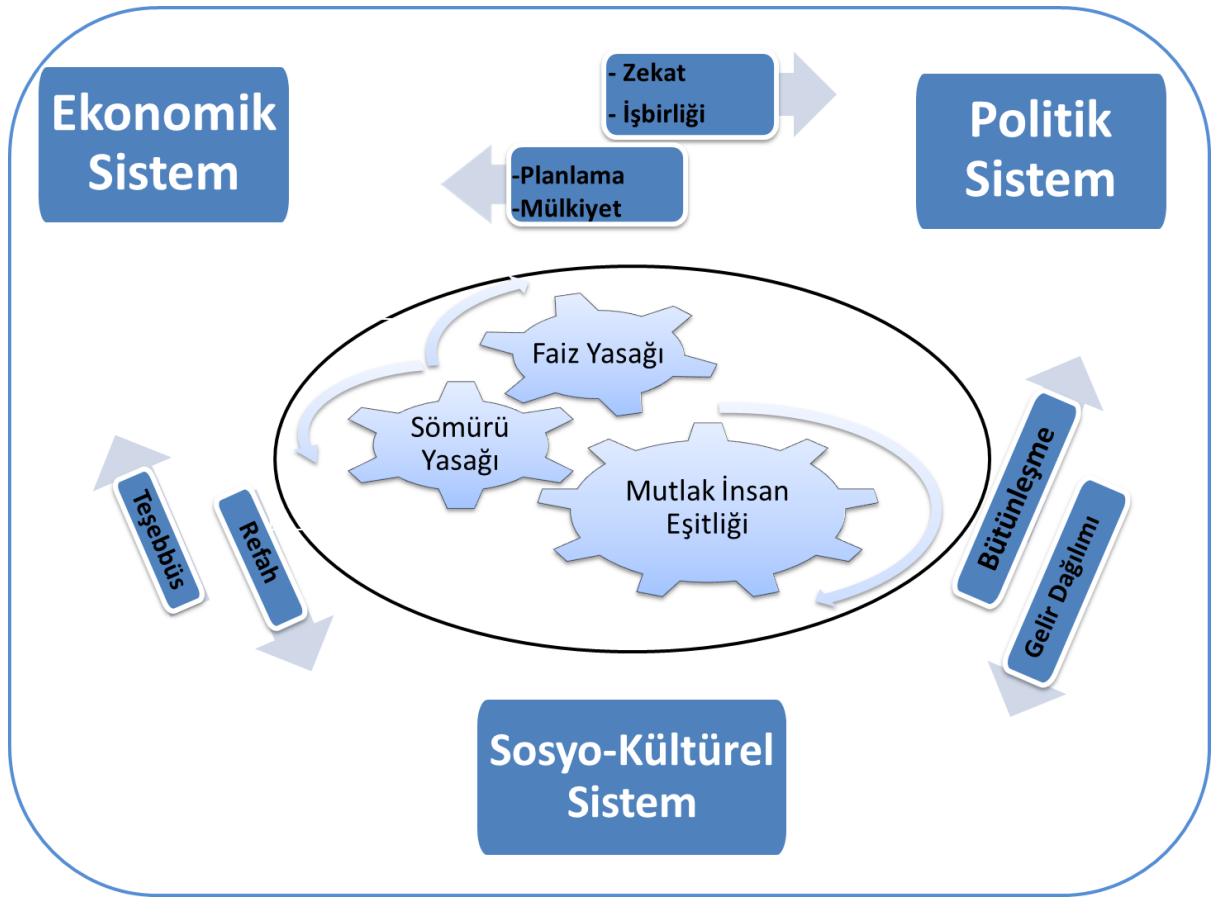 Ekonomik
Sistem
- Zekat
- İşbirliği
Politik
Sistem
-Planlama
-Mülkiyet
Faiz Yasağı
Sömürü
Yasağı
Mutlak İnsan
Eşitliği
Teşebbüs
Refah
Bütünleşme
Gelir Dağılımı
Sosyo-Kültürel
Sistem